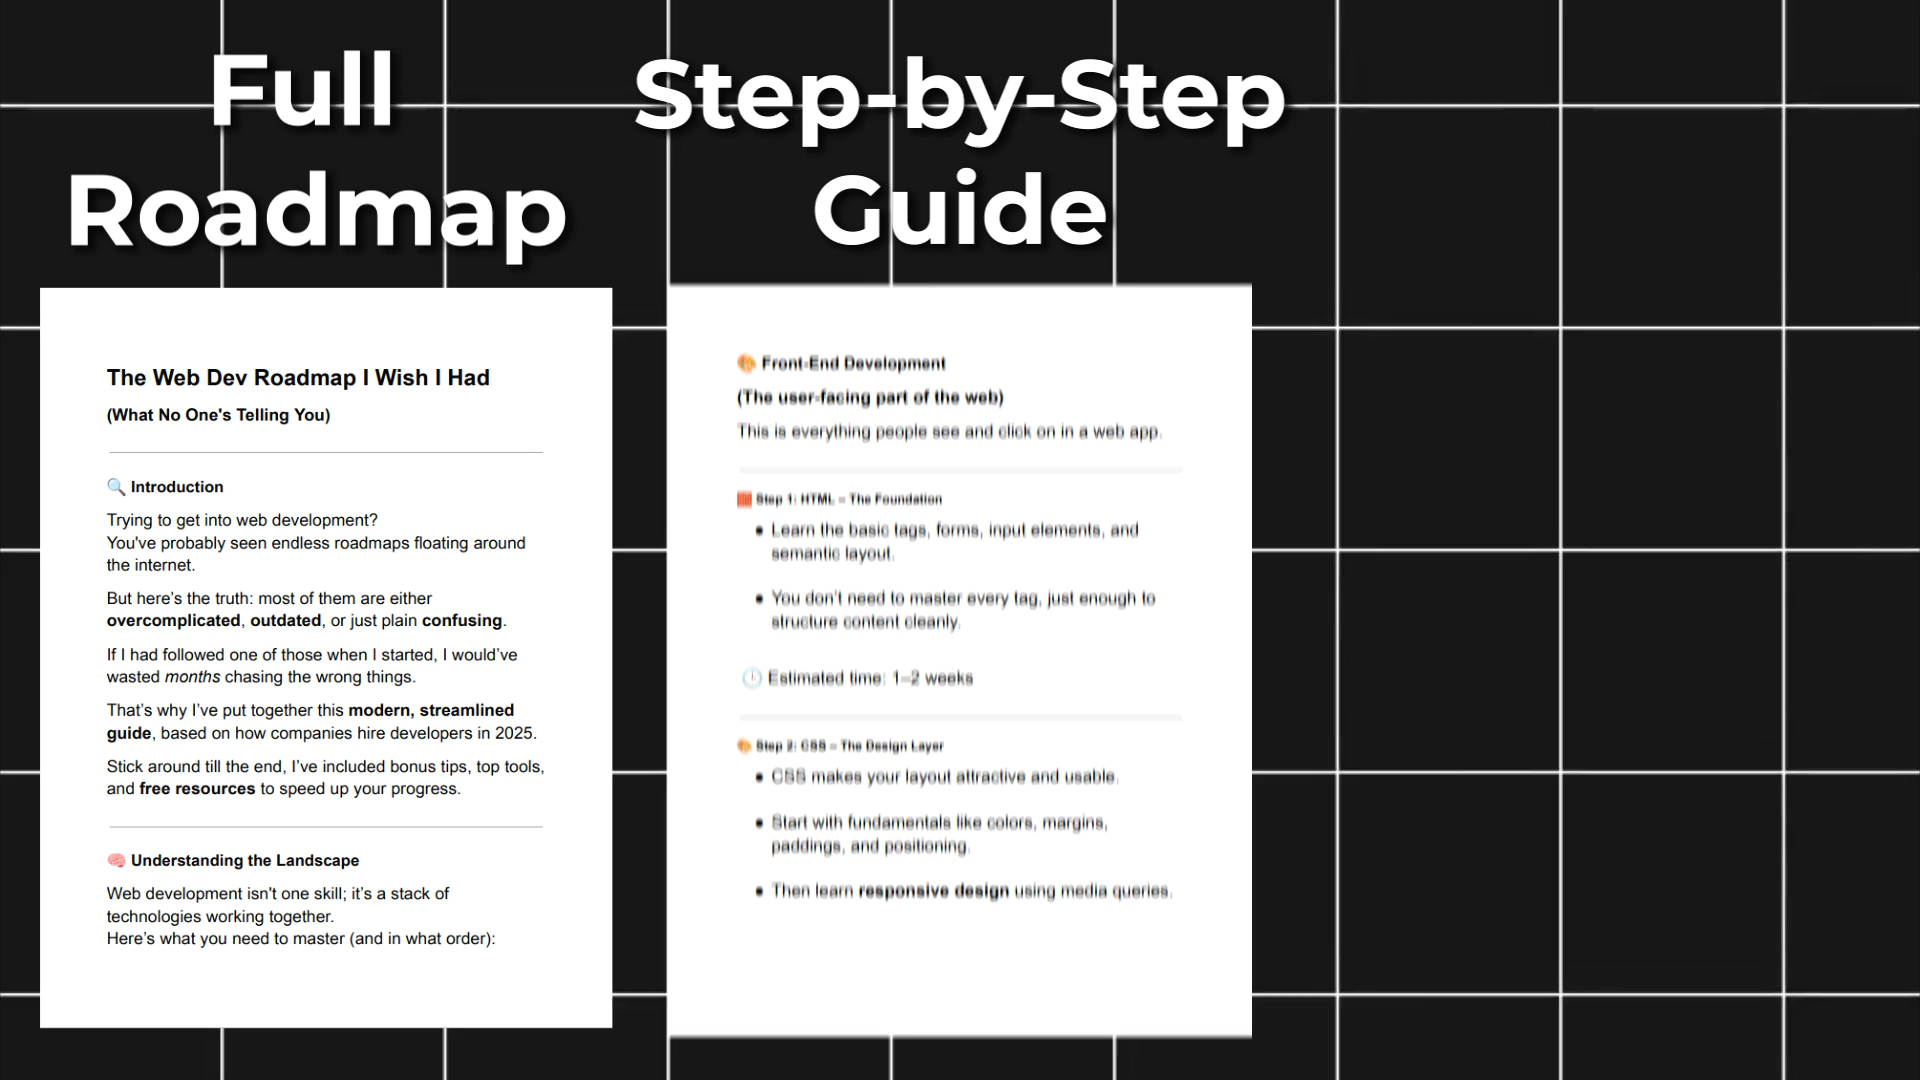 Full
Roadmap
The Web Dev Roadmap I Wish I Had
(What No One's Telling You)
🔍 Introduction
Trying to get into web development?
You've probably seen endless roadmaps floating around
the internet.
But here’s the truth: most of them are either
overcomplicated, outdated, or just plain confusing.
If I had followed one of those when I started, I would’ve
wasted months chasing the wrong things.
That’s why I’ve put together this modern, streamlined
guide, based on how companies hire developers in 2025.
Stick around till the end, I’ve included bonus tips, top tools,
and free resources to speed up your progress.
🧠 Understanding the Landscape
Web development isn't one skill; it’s a stack of
technologies working together.
Here’s what you need to master (and in what order):
Step-by-Step
Guide
🎨 Front-End Development
(The user-facing part of the web)
This is everything people see and click on in a web app.
🧱 Step 1: HTML – The Foundation
• Learn the basic tags, forms, input elements, and
semantic layout.
• You don’t need to master every tag, just enough to
structure content cleanly.
🕒 Estimated time: 1–2 weeks
🎨 Step 2: CSS – The Design Layer
• CSS makes your layout attractive and usable.
• Start with fundamentals like colors, margins,
paddings, and positioning.
• Then learn responsive design using media queries.